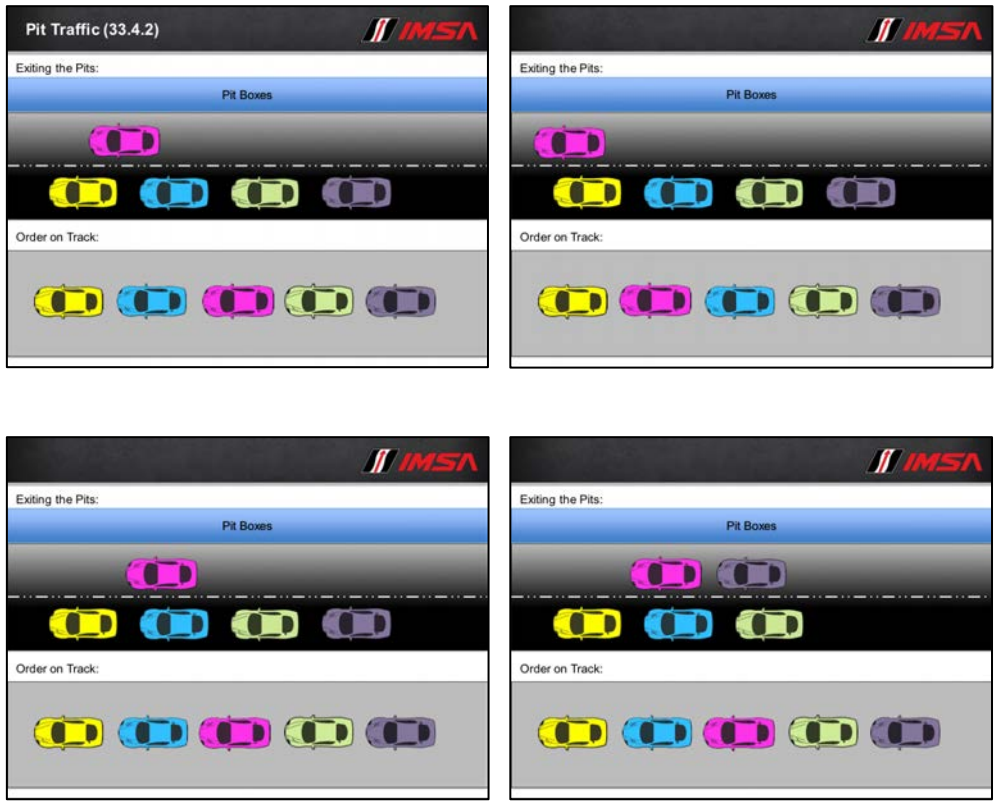 Pit Traffic (33.4.2) IMSA
Exiting the Pits:
Pit Boxes
Order on Track:
IMSA
Exiting the Pits:
Pit Boxes
Order on Track:
IMSA
Exiting the Pits:
Pit Boxes
Order on Track:
IMSA
Exiting the Pits:
Pit Boxes
Order on Track: